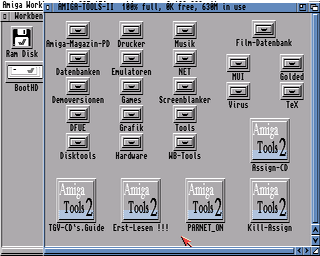 Amiga Work
Workben
AMIGA-TOOLS-II 100% full, 0K free, 630M in use
Ram Disk
BootHD
Amiga-Magazin-PD
Drucker
Musik
Film-Datenbank
Datenbanken
Emulatoren
NET
MUI
Golded
Demoversionen
Games
Screenblanker
Virus
TeX
DFUE
Grafik
Tools
Disktools
Hardware
WB-Tools
Amiga
Tools 2
Assign-CD
Amiga
Tools 2
TGV-CD's.Guide
Amiga
Tools 2
Erst-Lesen !!!
Amiga
Tools 2
PARMET_ON
Amiga
Tools 2
Kill-Assign